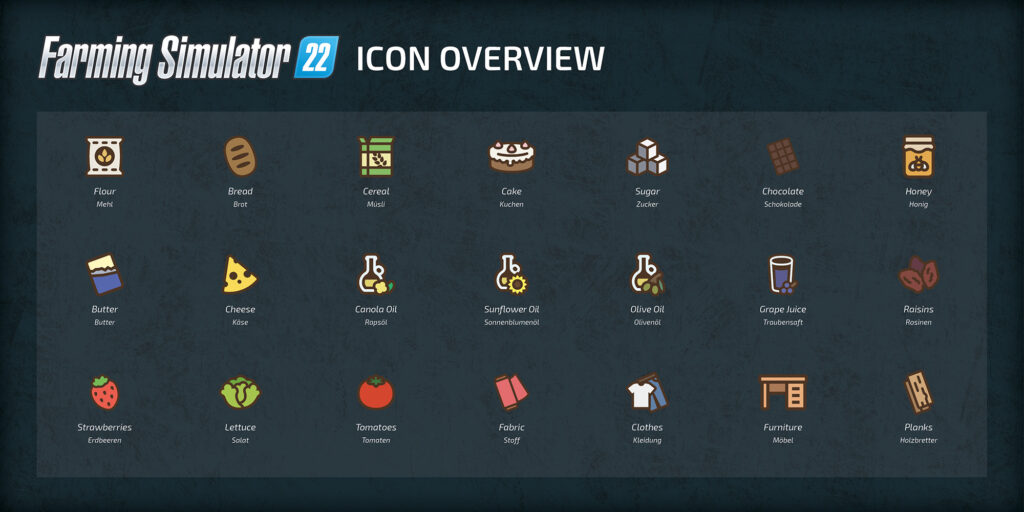 Farming Simulator 22 ICON OVERVIEW
Flour
Mehl
Bread
Brot
Cereal
Müsli
Cake
Kuchen
Sugar
Zucker
Chocolate
Schokolade
Honey
Honig
Butter
Butter
Cheese
Käse
Canola Oil
Rapsöl
Sunflower Oil
Sonnenblumenöl
Olive Oil
Olivenöl
Grape Juice
Traubensaft
Raisins
Rosinen
Strawberries
Erdbeeren
Lettuce
Salat
Tomatoes
Tomaten
Fabric
Stoff
Clothes
Kleidung
Furniture
Möbel
Planks
Holzbretter